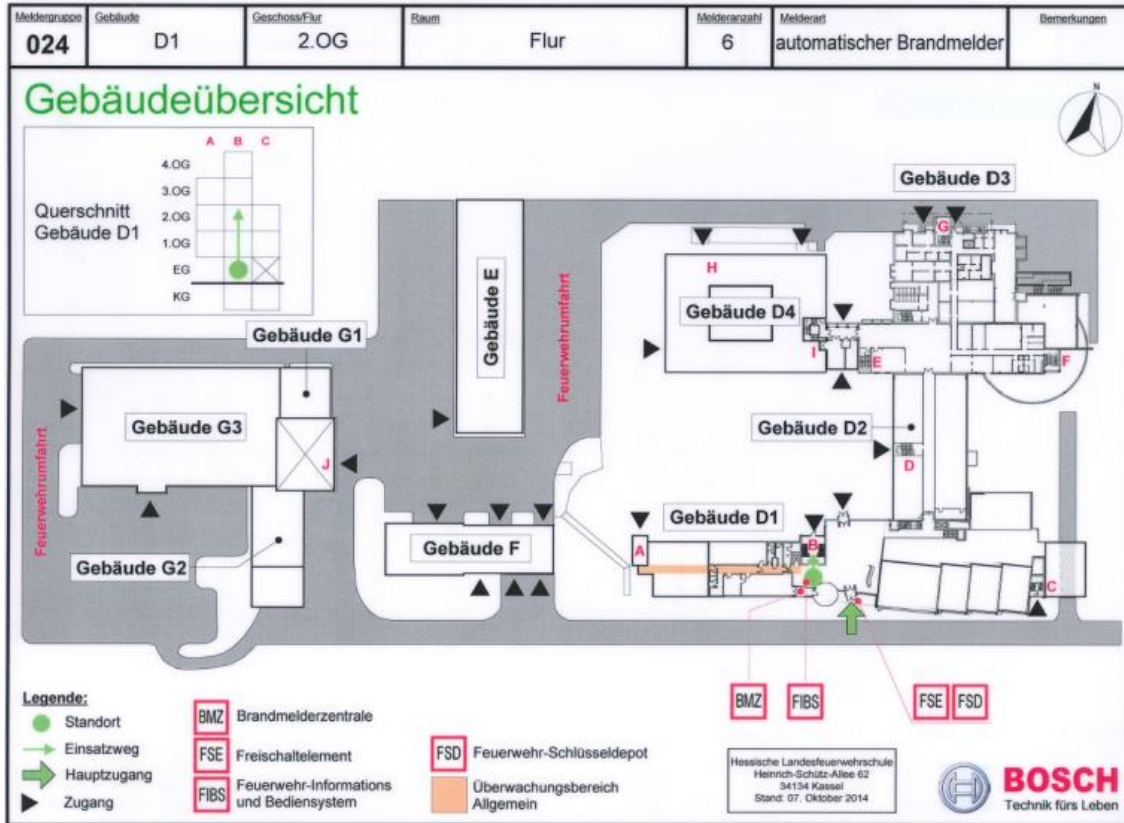 Meldergruppe
024
Gebäude
D1
Geschoss/Flur
2.OG
Raum
Flur
Melderanzahl
6
Melderart
automatischer Brandmelder
Bemerkungen
Gebäudeübersicht
N
A B C
4.OG
3.OG
2.OG
1.OG
EG
KG
Querschnitt
Gebäude D1
Gebäude D3
G
Gebäude E
Feuerwehrumfahrt
H
Gebäude D4
I
E
F
Gebäude G1
Gebäude G3
Feuerwehrumfahrt
J
Gebäude D2
D
Gebäude D1
A
B
C
Gebäude F
Gebäude G2
BMZ
FIBS
FSE
FSD
Legende:
Standort
Einsatzweg
Hauptzugang
Zugang
BMZ Brandmelderzentrale
FSE Freischaltelement
FIBS Feuerwehr-Informations
und Bediensystem
FSD Feuerwehr-Schlüsseldepot
Überwachungsbereich
Allgemein
Hessische Landesfeuerwehrschule
Heinrich-Schütz-Allee 62
34134 Kassel
Stand: 07. Oktober 2014
BOSCH
Technik fürs Leben